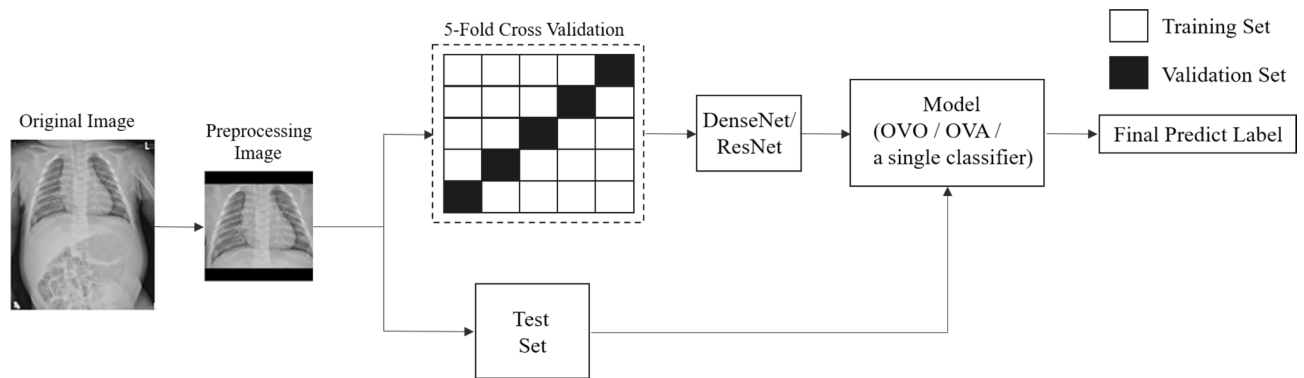 5-Fold Cross Validation
Training Set
Validation Set
Original Image
Preprocessing
Image
L
DenseNet/
ResNet
Model
(OVO / OVA /
a single classifier)
Final Predict Label
Test
Set